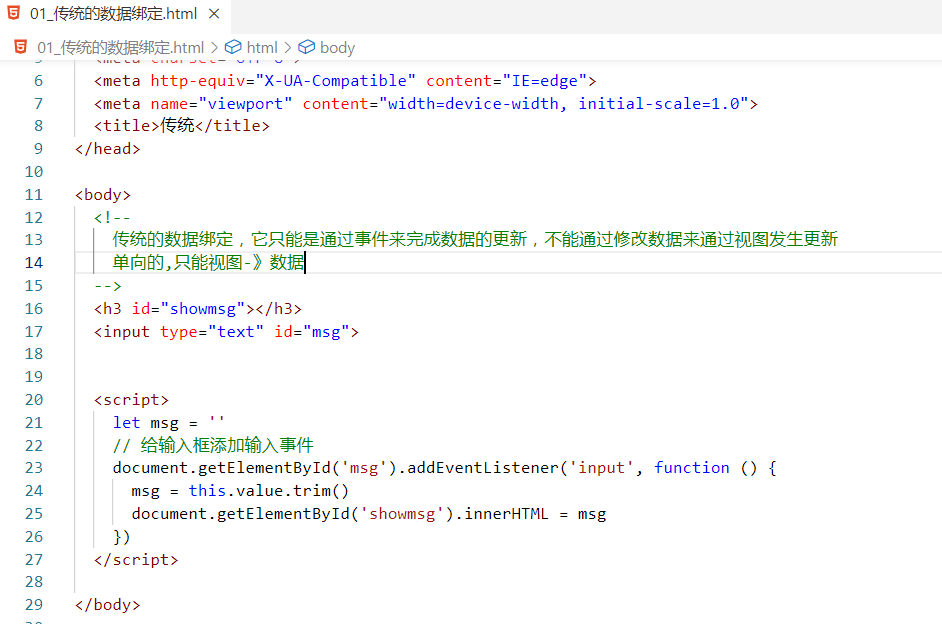 01_传统的数据绑定.html ×
01_传统的数据绑定.html > html > body
5 <meta charset="UTF-8">
6 <meta http-equiv="X-UA-Compatible" content="IE=edge">
7 <meta name="viewport" content="width=device-width, initial-scale=1.0">
8 <title>传统</title>
9 </head>
10
11 <body>
12 <!--
13 传统的数据绑定，它只能是通过事件来完成数据的更新，不能通过修改数据来通过视图发生更新
14 单向的,只能视图-》数据
15 -->
16 <h3 id="showmsg"></h3>
17 <input type="text" id="msg">
18
19
20 <script>
21 let msg = ''
22 // 给输入框添加输入事件
23 document.getElementById('msg').addEventListener('input', function () {
24 msg = this.value.trim()
25 document.getElementById('showmsg').innerHTML = msg
26 })
27 </script>
28
29 </body>
30